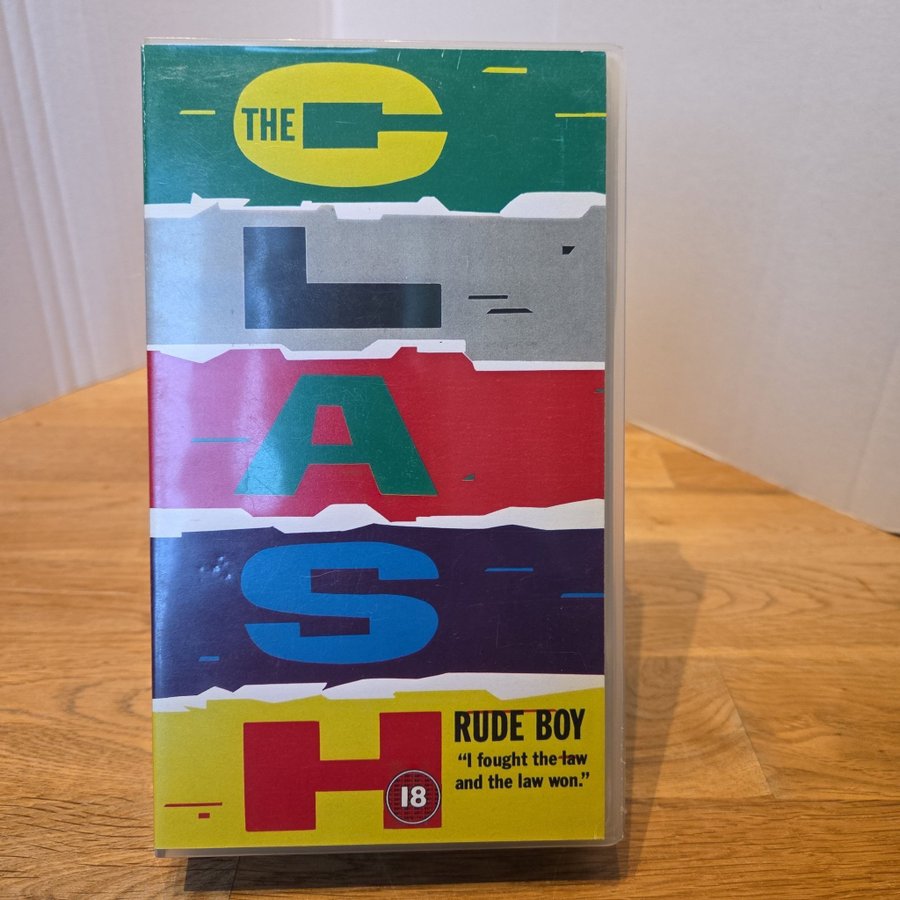 THE
C
L
A
S
H
RUDE BOY
"I fought the law
and the law won."
18